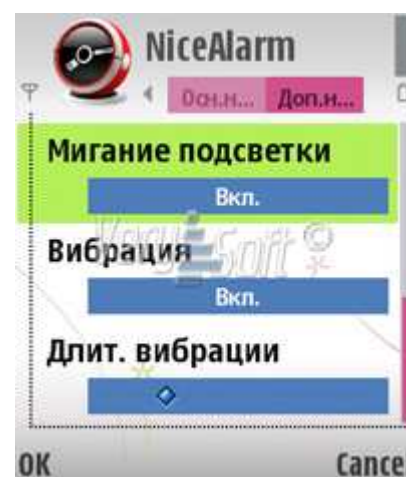 NiceAlarm
Осн.н... Доп.н...
Мигание подсветки
Вкл.
Вибрация
Вкл.
Длит. вибрации
OK Cance